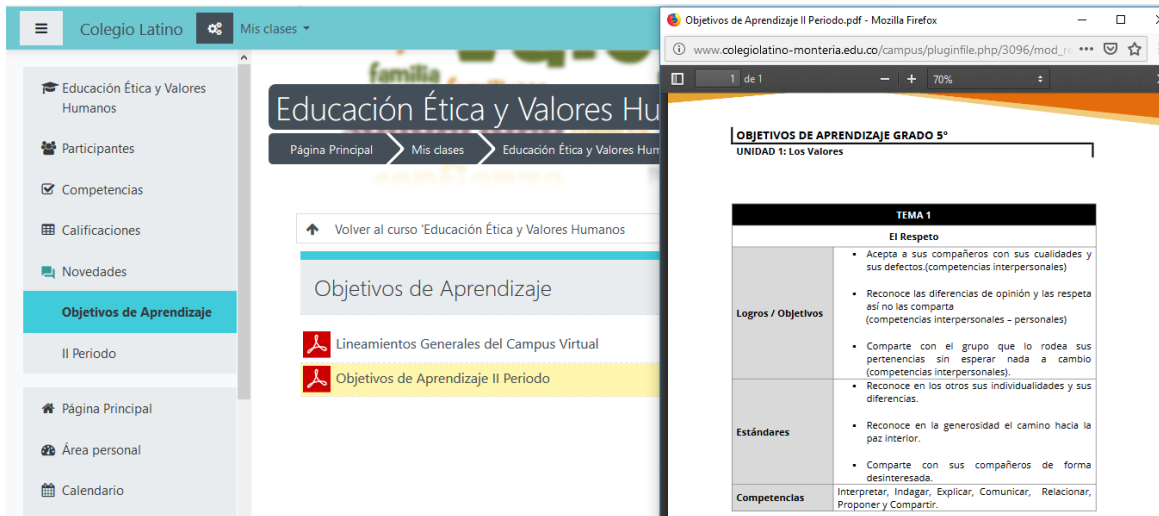 Colegio Latino
Mis clases
Educación Ética y Valores
Humanos
Participantes
Competencias
Calificaciones
Novedades
Objetivos de Aprendizaje
II Periodo
Página Principal
Área personal
Calendario
familia
Educación Ética y Valores Hu
Página Principal
Mis clases
Educación Ética y Valores Hum
Volver al curso 'Educación Ética y Valores Humanos
Objetivos de Aprendizaje
Lineamientos Generales del Campus Virtual
Objetivos de Aprendizaje II Periodo
Objetivos de Aprendizaje II Periodo.pdf - Mozilla Firefox
www.colegiolatino-monteria.edu.co/campus/pluginfile.php/3096/mod_re
1 de 1
70%
OBJETIVOS DE APRENDIZAJE GRADO 5°
UNIDAD 1: Los Valores
TEMA 1
El Respeto
Logros / Objetivos
Acepta a sus compañeros con sus cualidades y
sus defectos.(competencias interpersonales)
Reconoce las diferencias de opinión y las respeta
así no las comparta
(competencias interpersonales – personales)
Comparte con el grupo que lo rodea sus
pertenencias sin esperar nada a cambio
(competencias interpersonales).
Estándares
Reconoce en los otros sus individualidades y sus
diferencias.
Reconoce en la generosidad el camino hacia la
paz interior.
Comparte con sus compañeros de forma
desinteresada.
Competencias
Interpretar, Indagar, Explicar, Comunicar, Relacionar,
Proponer y Compartir.